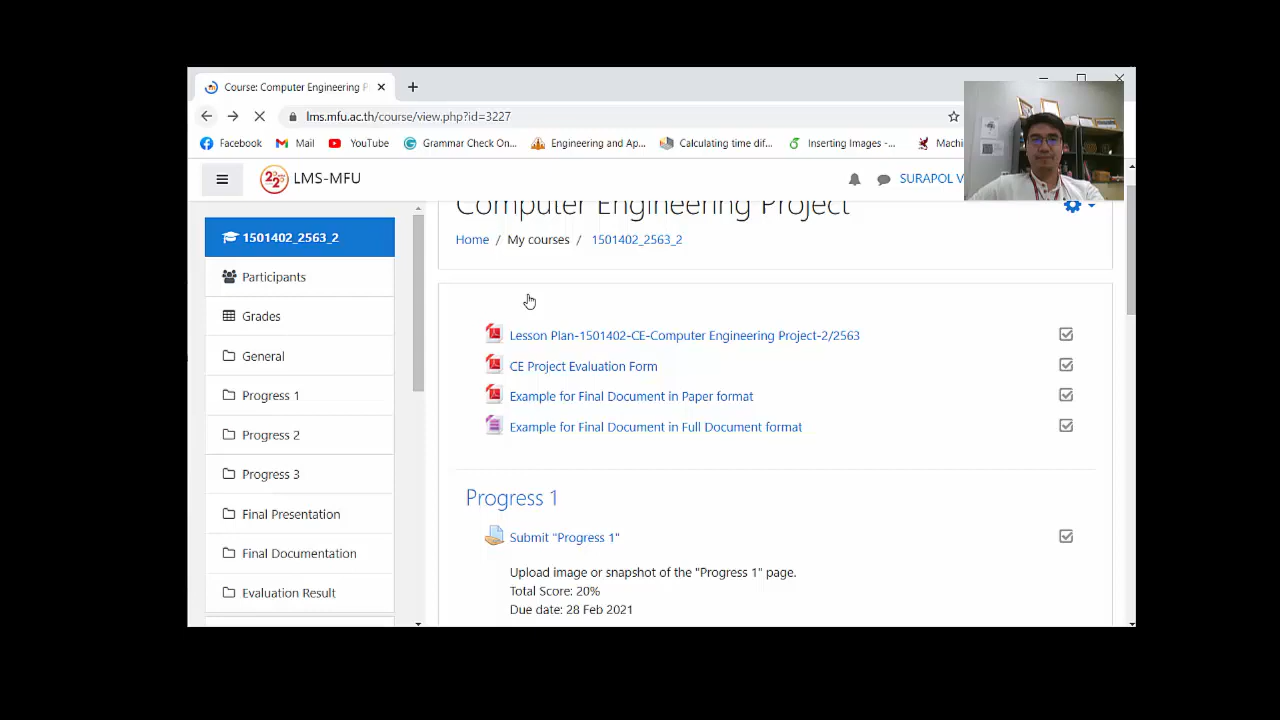 Course: Computer Engineering P
lms.mfu.ac.th/course/view.php?id=3227
Facebook
Mail
YouTube
Grammar Check On...
Engineering and Ap...
Calculating time dif...
Inserting Images -...
Machi
LMS-MFU
SURAPOL V
Computer Engineering Project
Home / My courses / 1501402_2563_2
1501402_2563_2
Participants
Grades
General
Progress 1
Progress 2
Progress 3
Final Presentation
Final Documentation
Evaluation Result
Lesson Plan-1501402-CE-Computer Engineering Project-2/2563
CE Project Evaluation Form
Example for Final Document in Paper format
Example for Final Document in Full Document format
Progress 1
Submit "Progress 1"
Upload image or snapshot of the "Progress 1" page.
Total Score: 20%
Due date: 28 Feb 2021